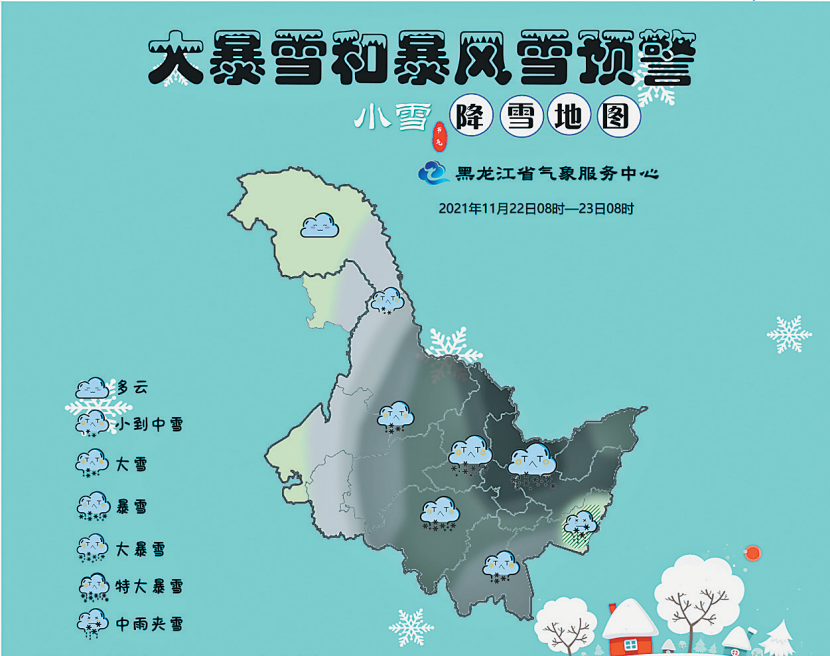 大暴雪和暴风雪预警
小雪 节气 降雪地图
黑龙江省气象服务中心
2021年11月22日08时—23日08时
多云
小到中雪
大雪
暴雪
大暴雪
特大暴雪
中雨夹雪